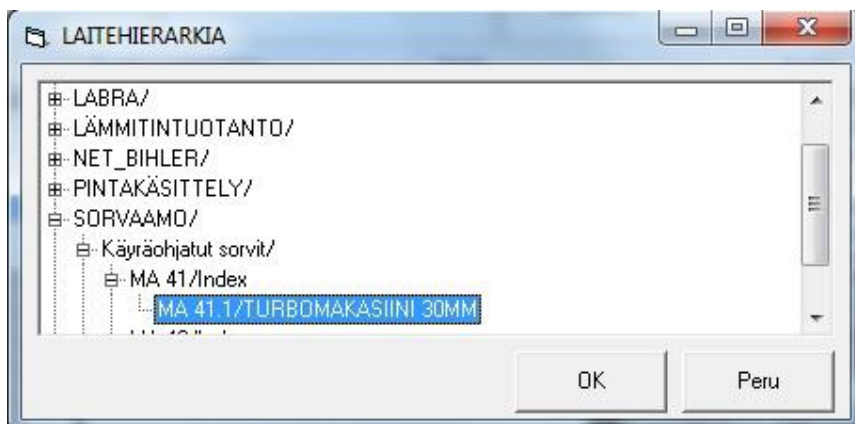 LAITEHIERARKIA
LABRA/
LÄMMITINTUOTANTO/
NET_BIHLER/
PINTAKÄSITTELY/
SORVAAMO/
Käyräohjatut sorvit/
MA 41/Index
MA 41.1/TURBOMAKASIINI 30MM
OK
Peru